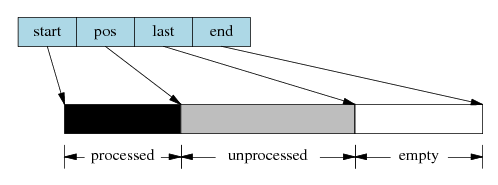 start pos last end
processed unprocessed empty